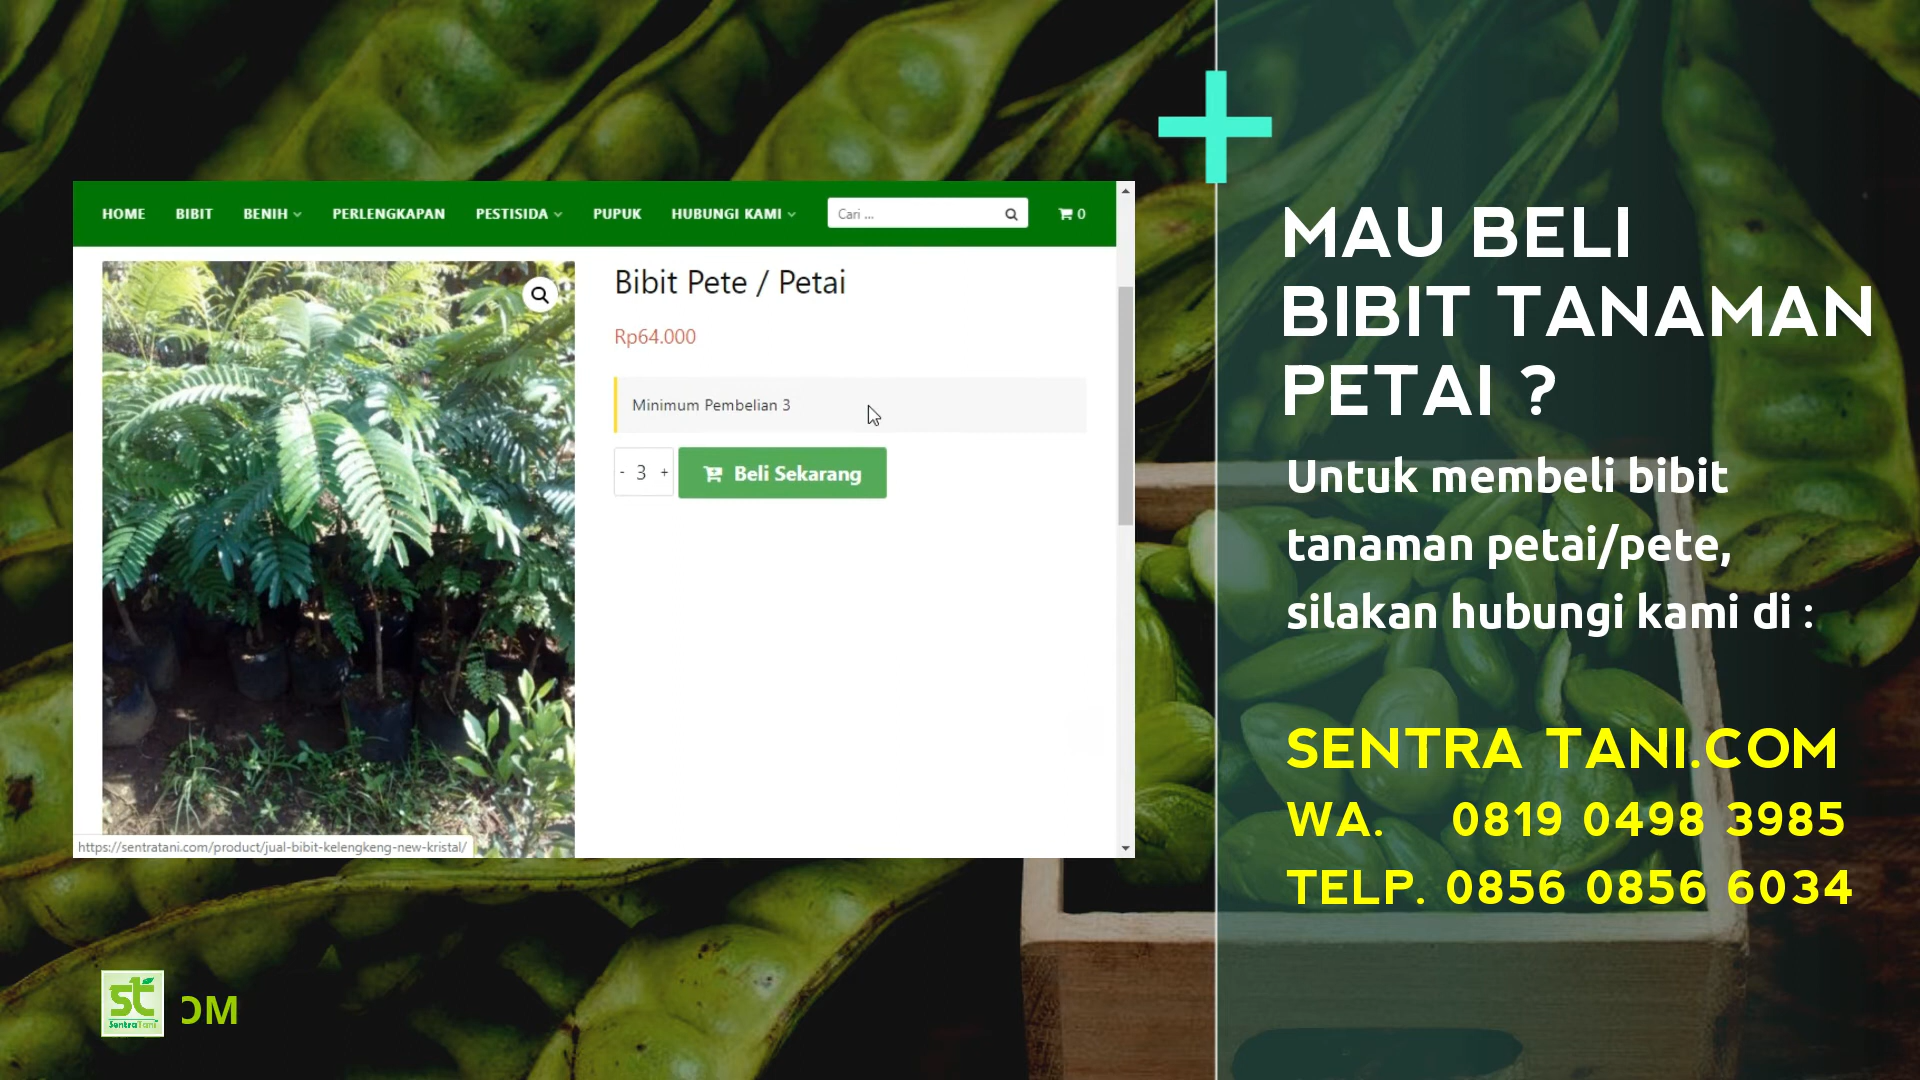 HOME BIBIT BENIH PERLENGKAPAN PESTISIDA PUPUK HUBUNGI KAMI Cari ... 0
Bibit Pete / Petai
Rp64.000
Minimum Pembelian 3
- 3 + Beli Sekarang
https://sentratani.com/product/jual-bibit-kelengkeng-new-kristal/
MAU BELI
BIBIT TANAMAN
PETAI ?
Untuk membeli bibit
tanaman petai/pete,
silakan hubungi kami di :
SENTRA TANI.COM
WA. 0819 0498 3985
TELP. 0856 0856 6034
st
SentraTani
OM